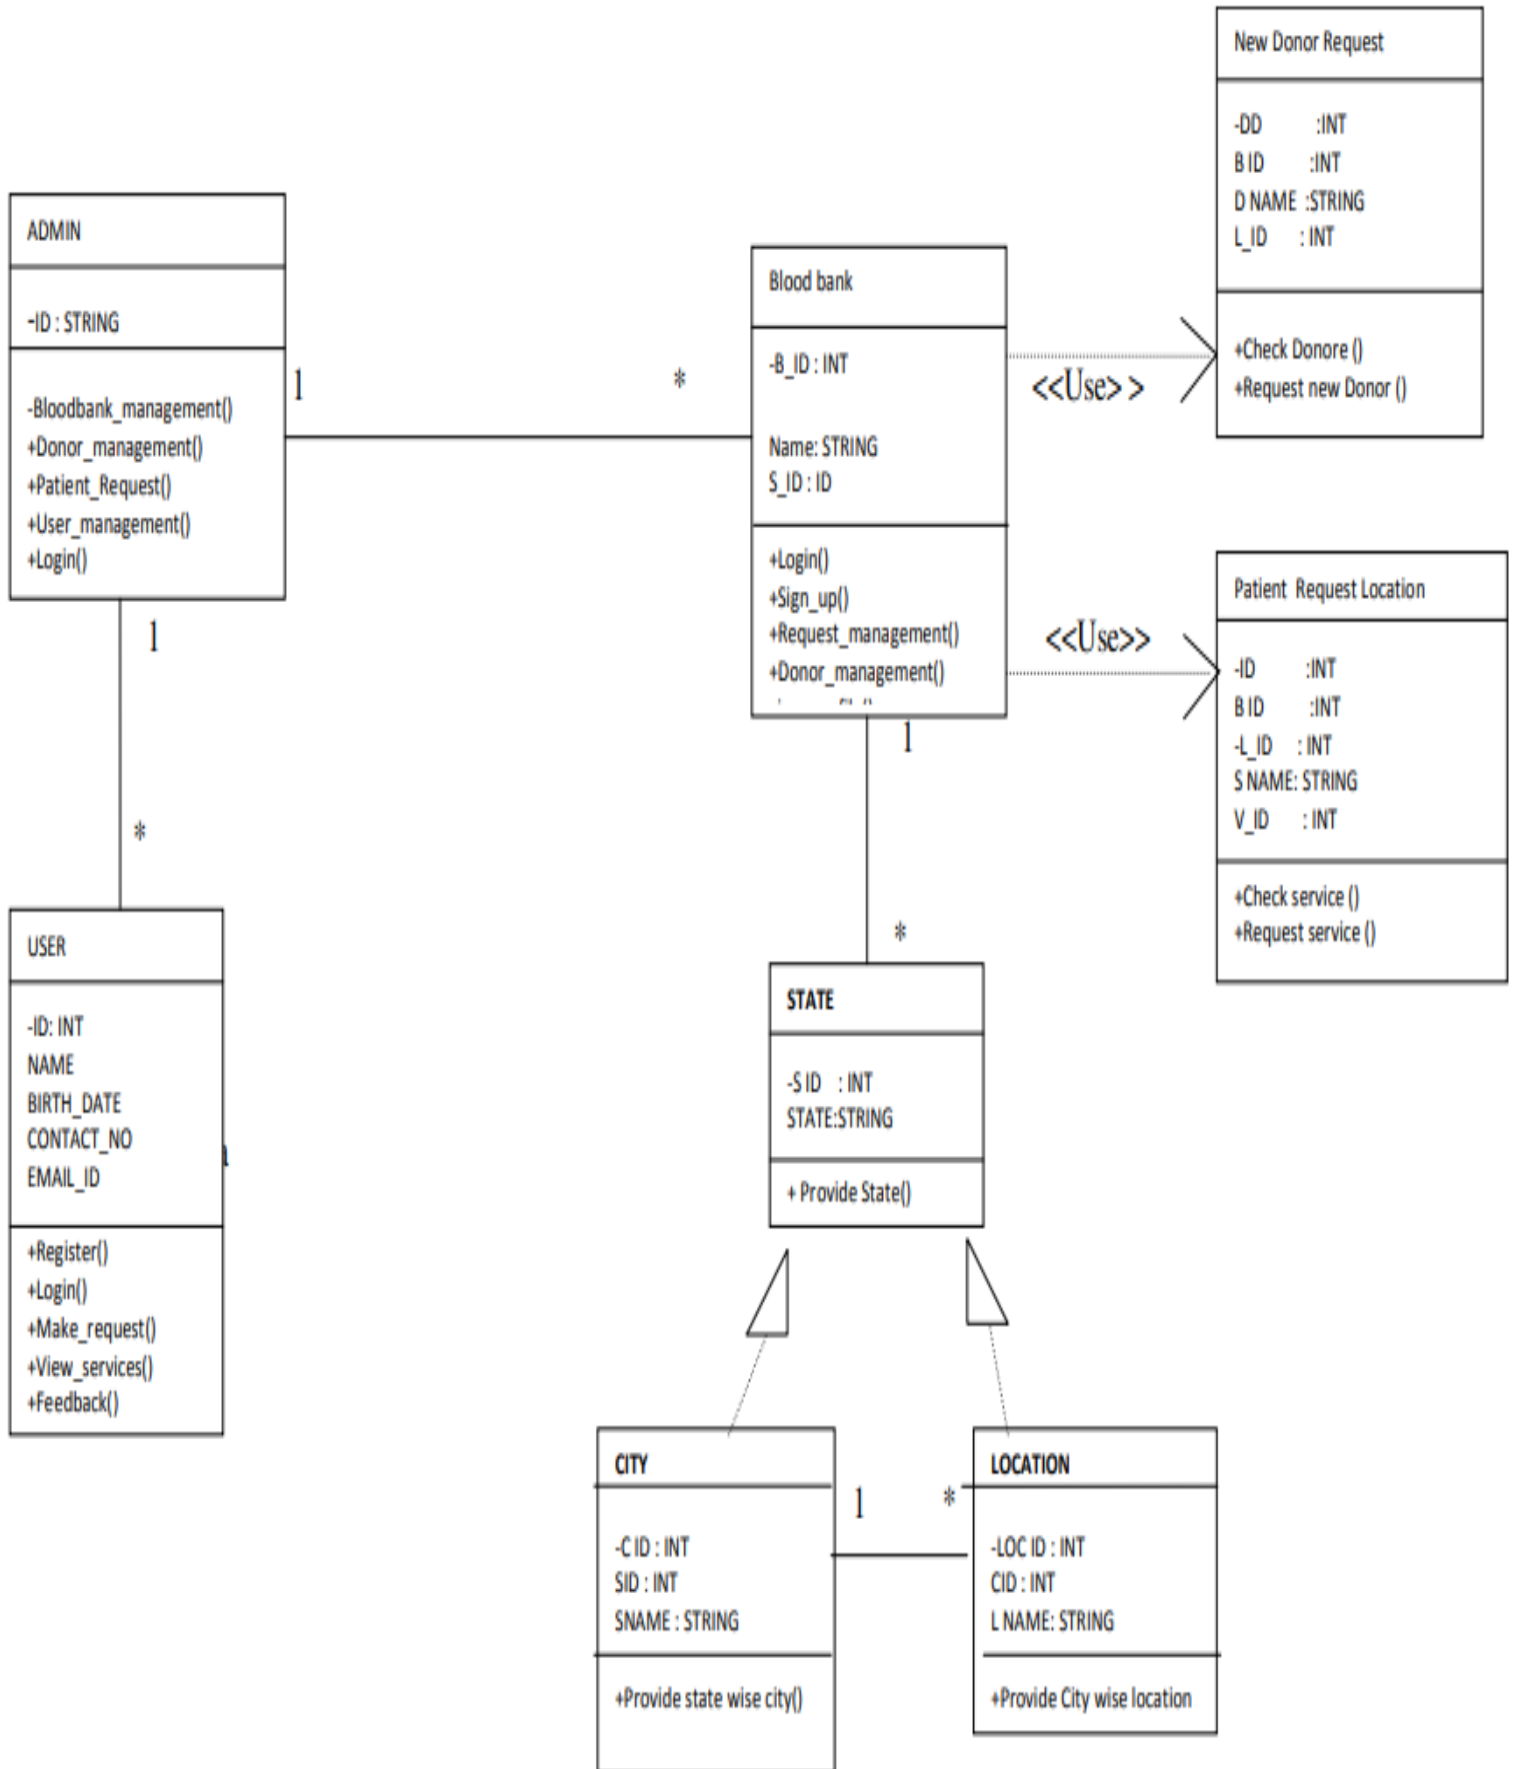 New Donor Request
-DD :INT
B ID :INT
D NAME :STRING
L_ID : INT
+Check Donore ()
+Request new Donor ()
ADMIN
-ID : STRING
-Bloodbank_management()
+Donor_management()
+Patient_Request()
+User_management()
+Login()
1
*
Blood bank
-B_ID : INT
Name: STRING
S_ID : ID
+Login()
+Sign_up()
+Request_management()
+Donor_management()
<<Use> >
<<Use>>
Patient Request Location
-ID :INT
B ID :INT
-L_ID : INT
S NAME: STRING
V_ID : INT
+Check service ()
+Request service ()
1
*
USER
-ID: INT
NAME
BIRTH_DATE
CONTACT_NO
EMAIL_ID
+Register()
+Login()
+Make_request()
+View_services()
+Feedback()
1
*
STATE
-S ID : INT
STATE:STRING
+ Provide State()
CITY
-C ID : INT
SID : INT
SNAME : STRING
+Provide state wise city()
1
*
LOCATION
-LOC ID : INT
CID : INT
L NAME: STRING
+Provide City wise location